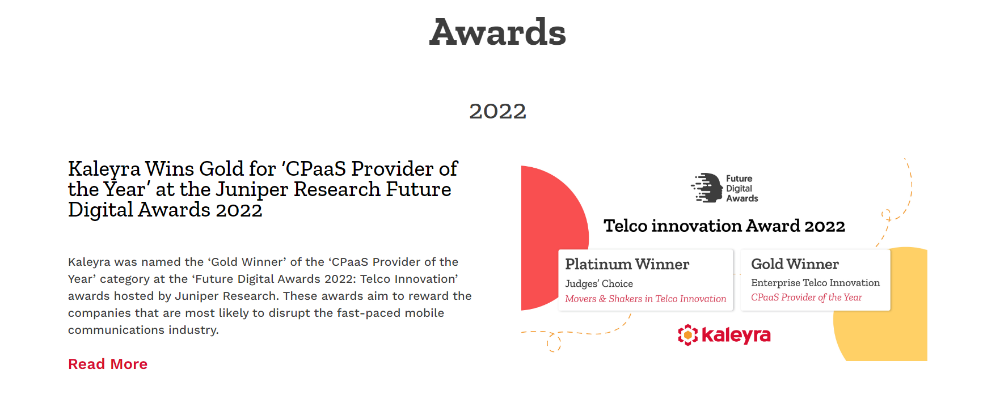 Awards
2022
Kaleyra Wins Gold for ‘CPaaS Provider of
the Year’ at the Juniper Research Future
Digital Awards 2022
Kaleyra was named the ‘Gold Winner’ of the ‘CPaaS Provider of the
Year’ category at the ‘Future Digital Awards 2022: Telco Innovation’
awards hosted by Juniper Research. These awards aim to reward the
companies that are most likely to disrupt the fast-paced mobile
communications industry.
Read More
Future
Digital
Awards
Telco innovation Award 2022
Platinum Winner
Judges’ Choice
Movers & Shakers in Telco Innovation
Gold Winner
Enterprise Telco Innovation
CPaaS Provider of the Year
kaleyra